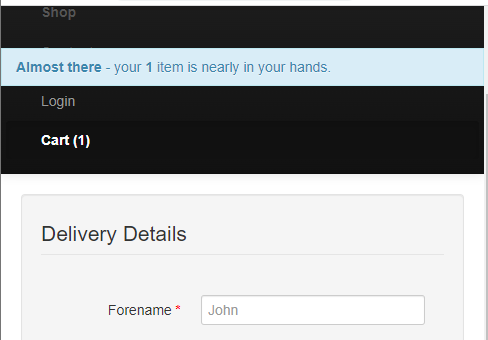 Shop
Almost there - your 1 item is nearly in your hands.
Login
Cart (1)
Delivery Details
Forename *
John